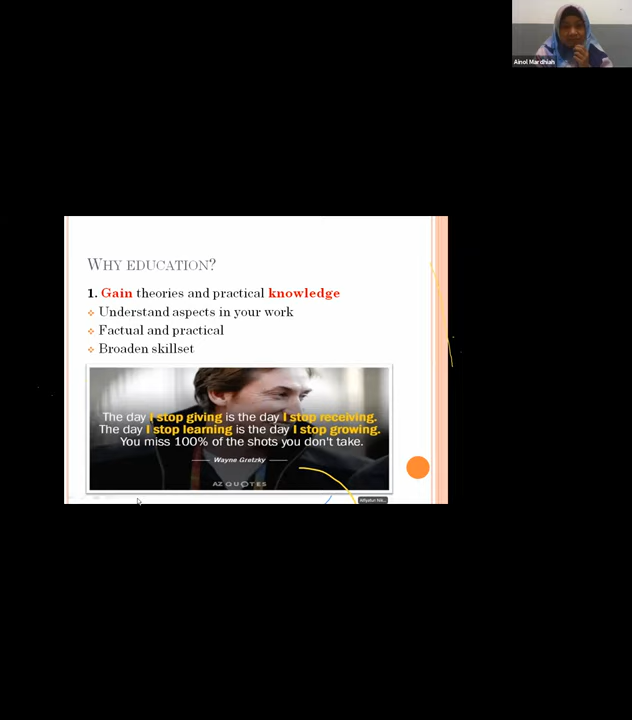 Ainol Mardhiah
WHY EDUCATION?
1. Gain theories and practical knowledge
Understand aspects in your work
Factual and practical
Broaden skillset
The day I stop giving is the day I stop receiving.
The day I stop learning is the day I stop growing.
You miss 100% of the shots you don't take.
Wayne Gretzky
AZ QUOTES